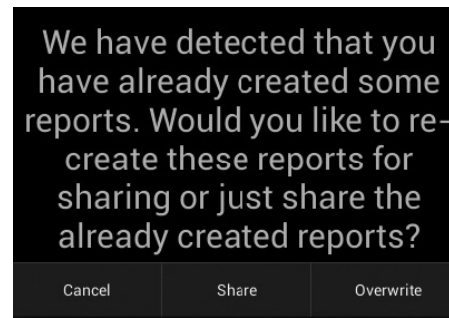 We have detected that you
have already created some
reports. Would you like to re-
create these reports for
sharing or just share the
already created reports?
Cancel Share Overwrite